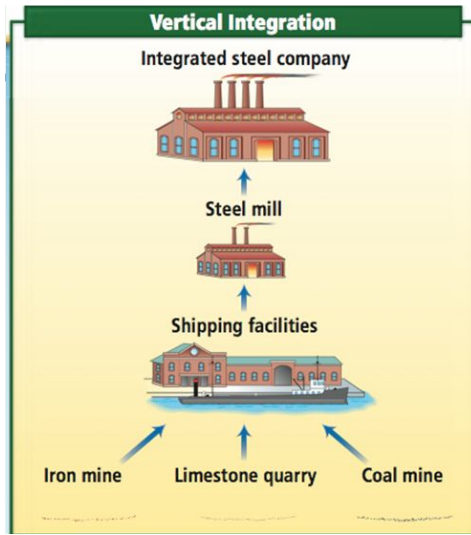 Vertical Integration
Integrated steel company
Steel mill
Shipping facilities
Iron mine
Limestone quarry
Coal mine